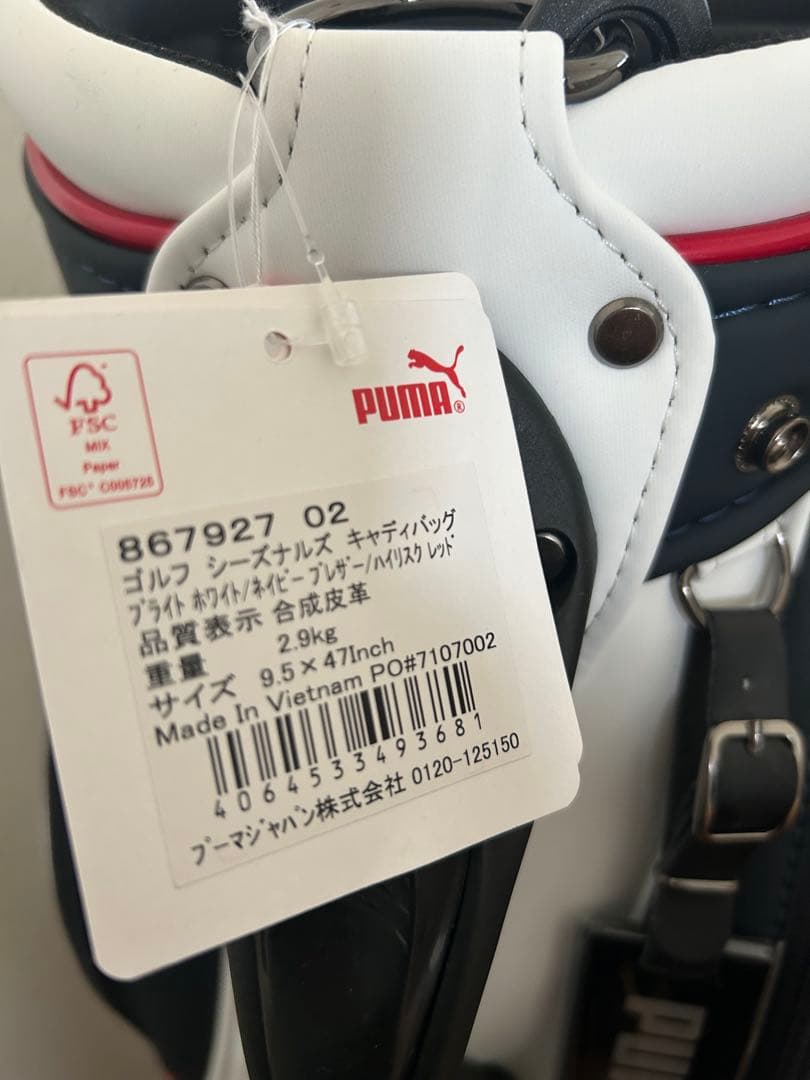 FSC
MIX
Paper
FSC® C006725
PUMA®
867927 02
ゴルフ シーズナルズ キャディバッグ
ブライト ホワイト/ネイビー ブレザー/ハイリスク レッド
品質表示 合成皮革
重量 2.9kg
サイズ 9.5×47Inch
Made In Vietnam PO#7107002
4064533493681
プーマジャパン株式会社 0120-125150
PU